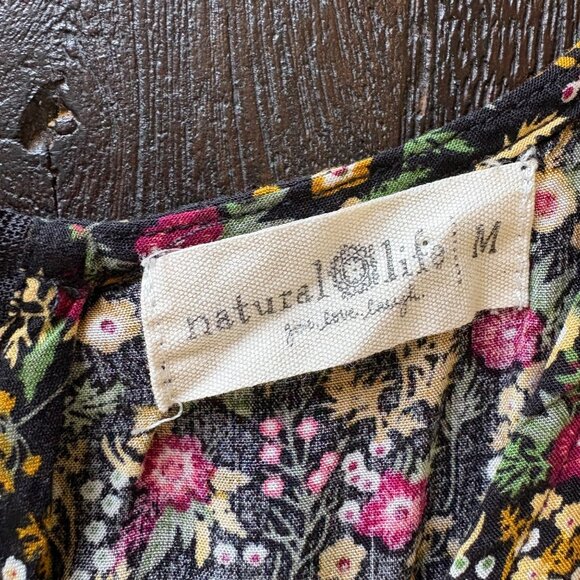 natural life | M
give. love. laugh.